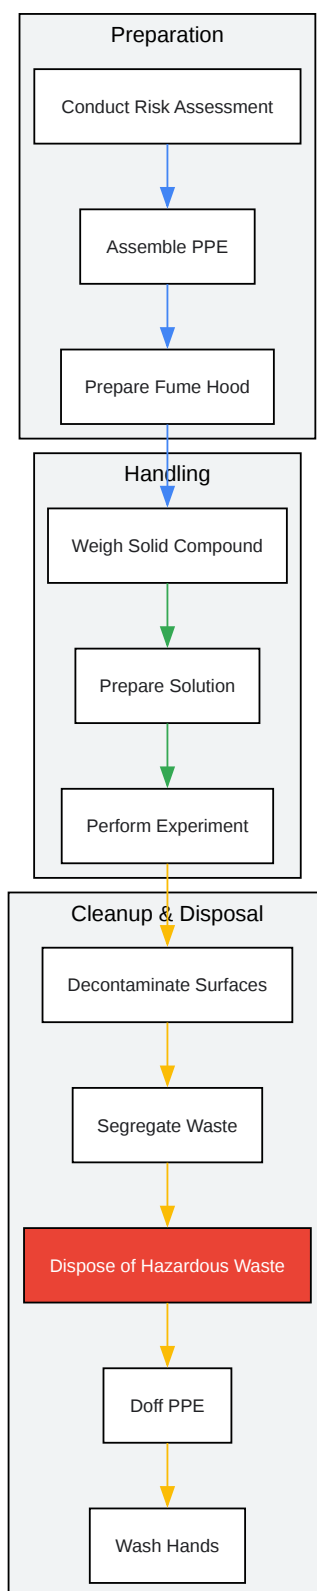 Preparation
Conduct Risk Assessment
Assemble PPE
Prepare Fume Hood
Handling
Weigh Solid Compound
Prepare Solution
Perform Experiment
Cleanup & Disposal
Decontaminate Surfaces
Segregate Waste
Dispose of Hazardous Waste
Doff PPE
Wash Hands